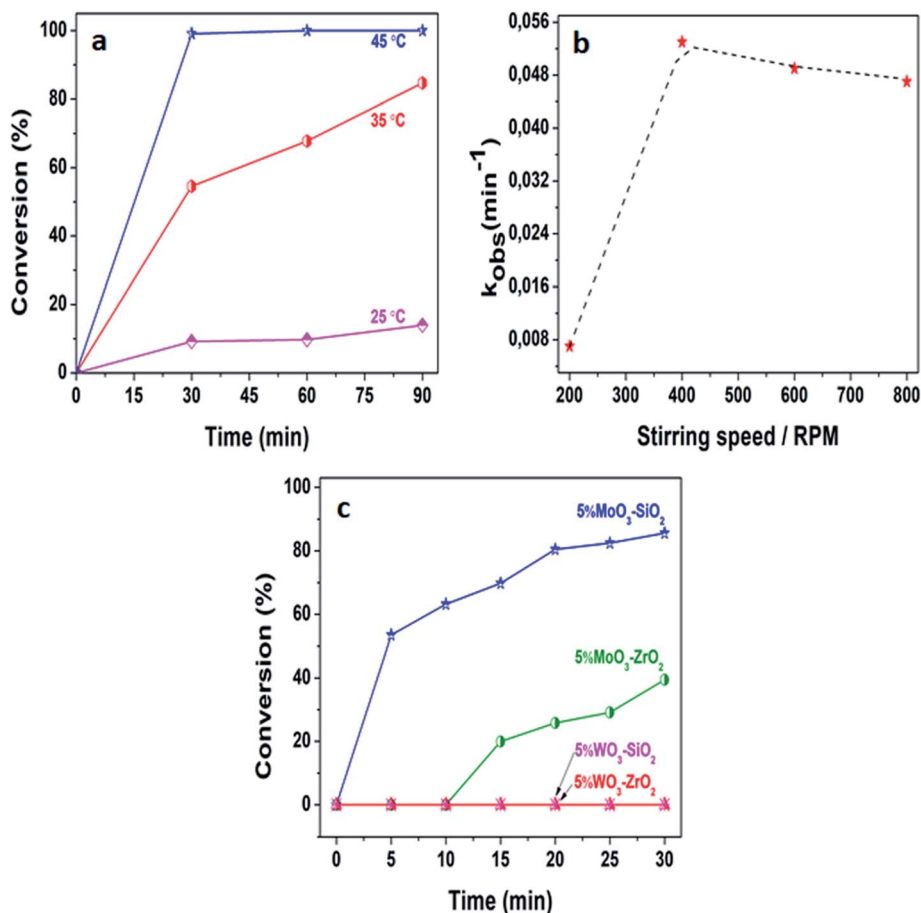 a
100
80
60
40
20
0
Conversion (%)
45 °C
35 °C
25 °C
0 15 30 45 60 75 90
Time (min)
b
0,056
0,048
0,040
0,032
0,024
0,016
0,008
k_obs(min⁻¹)
200 300 400 500 600 700 800
Stirring speed / RPM
c
100
80
60
40
20
0
Conversion (%)
5%MoO₃-SiO₂
5%MoO₃-ZrO₂
5%WO₃-SiO₂
5%WO₃-ZrO₂
0 5 10 15 20 25 30
Time (min)